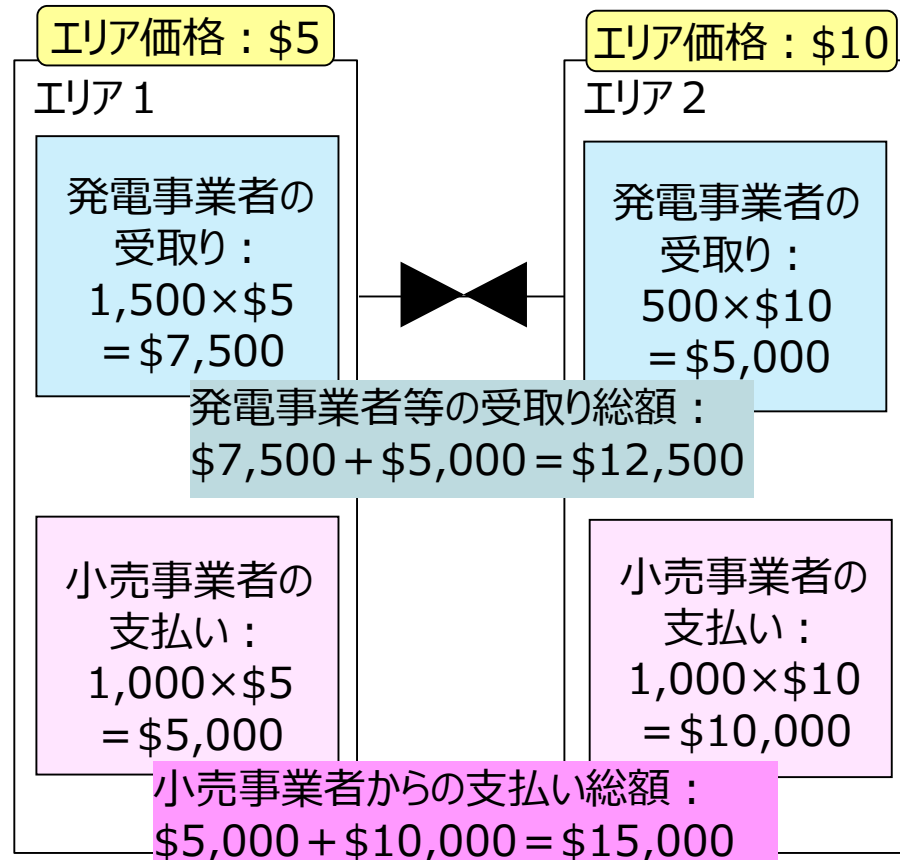 エリア価格：$5
エリア1
発電事業者の
受取り：
1,500×$5
＝$7,500
エリア価格：$10
エリア2
発電事業者の
受取り：
500×$10
＝$5,000
発電事業者等の受取り総額：
$7,500＋$5,000＝$12,500
小売事業者の
支払い：
1,000×$5
＝$5,000
小売事業者の
支払い：
1,000×$10
＝$10,000
小売事業者からの支払い総額：
$5,000＋$10,000＝$15,000